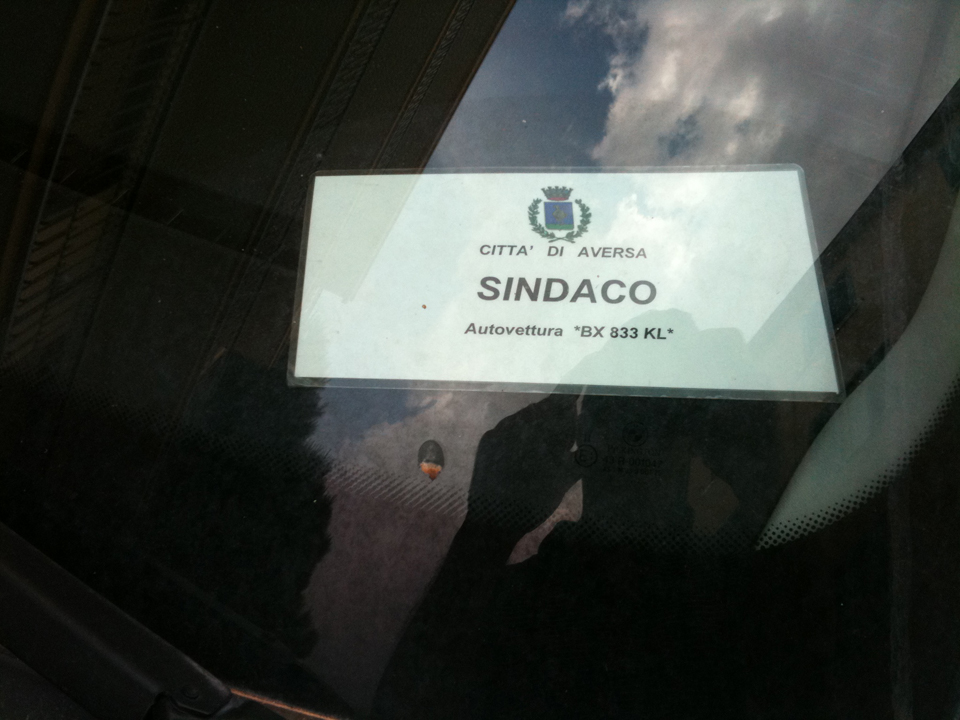 CITTA' DI AVERSA
SINDACO
Autovettura *BX 833 KL*